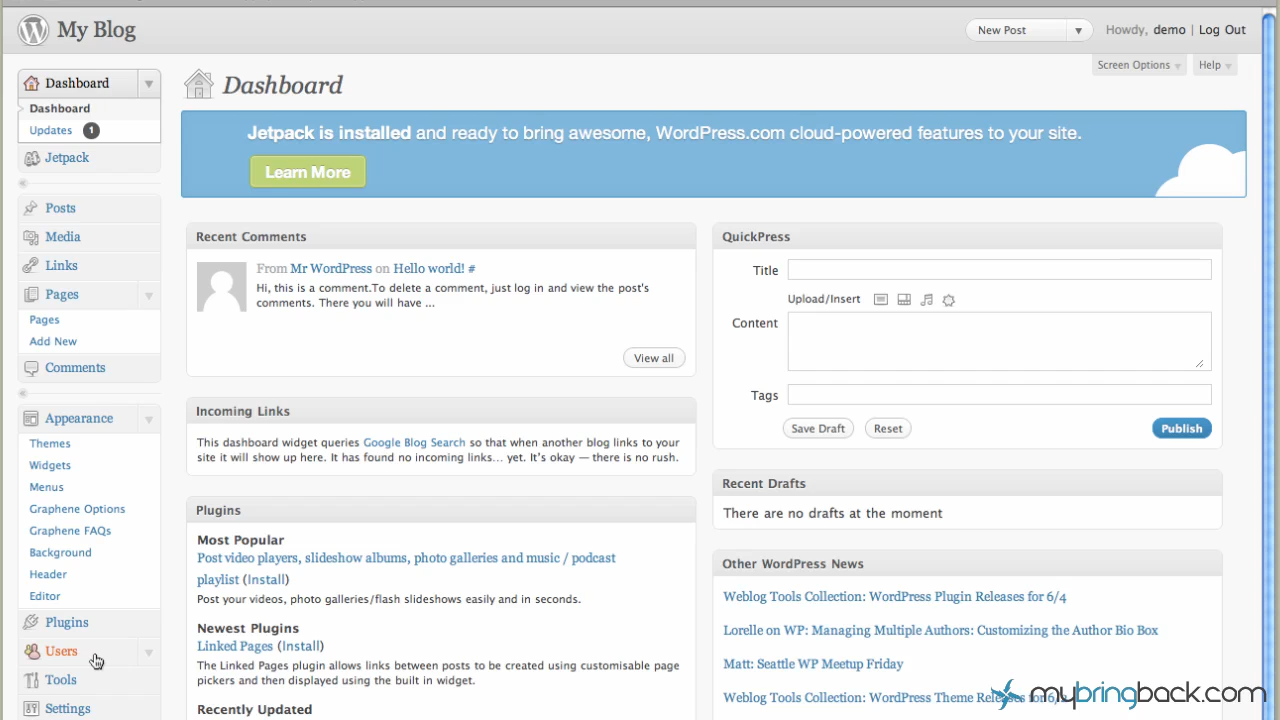 My Blog
New Post
Howdy, demo | Log Out
Screen Options
Help
Dashboard
Dashboard
Updates 1
Jetpack
Posts
Media
Links
Pages
Pages
Add New
Comments
Appearance
Themes
Widgets
Menus
Graphene Options
Graphene FAQs
Background
Header
Editor
Plugins
Users
Tools
Settings
Dashboard
Jetpack is installed and ready to bring awesome, WordPress.com cloud-powered features to your site.
Learn More
Recent Comments
From Mr WordPress on Hello world! #
Hi, this is a comment.To delete a comment, just log in and view the post's
comments. There you will have ...
View all
Incoming Links
This dashboard widget queries Google Blog Search so that when another blog links to your
site it will show up here. It has found no incoming links... yet. It's okay — there is no rush.
Plugins
Most Popular
Post video players, slideshow albums, photo galleries and music / podcast
playlist (Install)
Post your videos, photo galleries/flash slideshows easily and in seconds.
Newest Plugins
Linked Pages (Install)
The Linked Pages plugin allows links between posts to be created using customisable page
pickers and then displayed using the built in widget.
Recently Updated
QuickPress
Title
Upload/Insert
Content
Tags
Save Draft
Reset
Publish
Recent Drafts
There are no drafts at the moment
Other WordPress News
Weblog Tools Collection: WordPress Plugin Releases for 6/4
Lorelle on WP: Managing Multiple Authors: Customizing the Author Bio Box
Matt: Seattle WP Meetup Friday
Weblog Tools Collection: WordPress Theme Releases for
mybringback.com